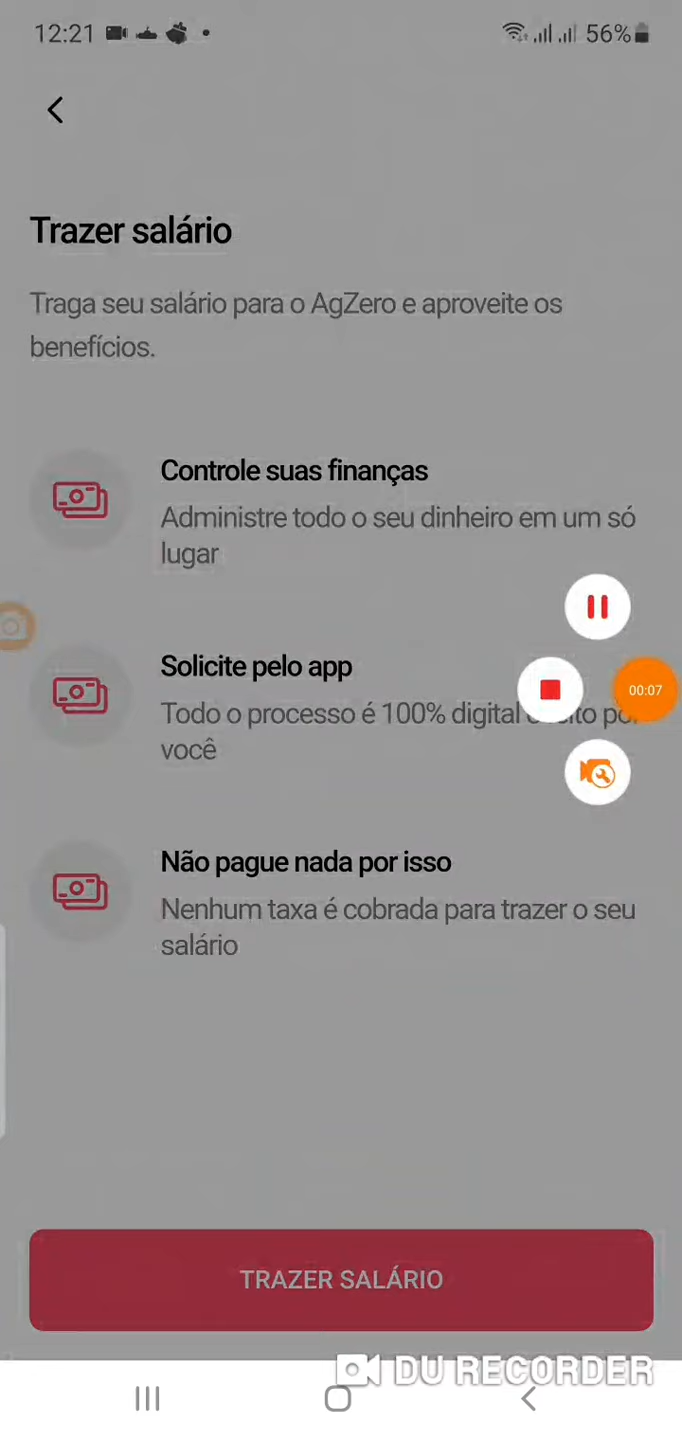 12:21
56%
Trazer salário
Traga seu salário para o AgZero e aproveite os
benefícios.
Controle suas finanças
Administre todo o seu dinheiro em um só
lugar
Solicite pelo app
Todo o processo é 100% digital
você
00:07
Não pague nada por isso
Nenhum taxa é cobrada para trazer o seu
salário
TRAZER SALÁRIO
DU RECORDER